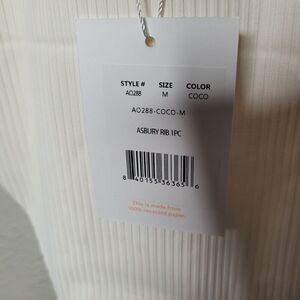 STYLE # SIZE COLOR
AO288 M COCO
AO288-COCO-M
ASBURY RIB 1PC
8 40155 36365 6
This is made from
100% recycled paper.